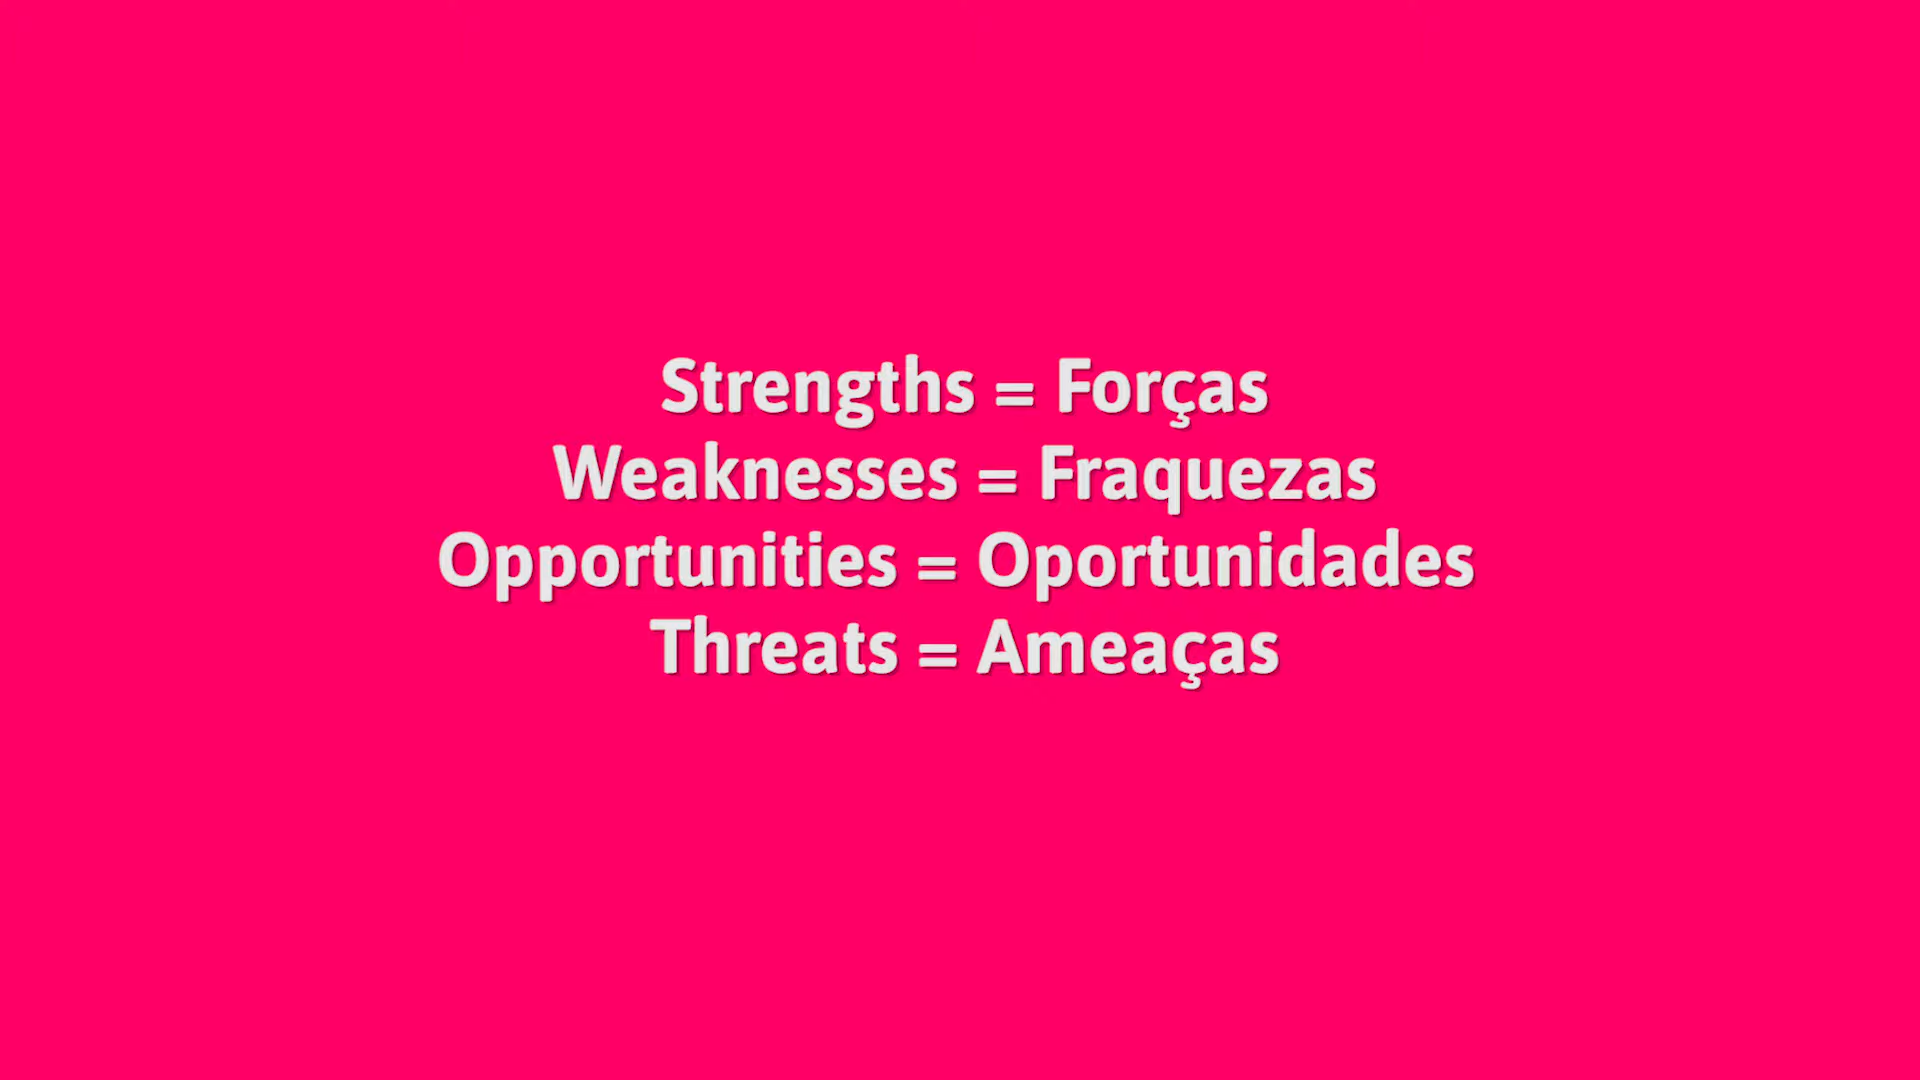 Strengths = Forças
Weaknesses = Fraquezas
Opportunities = Oportunidades
Threats = Ameaças